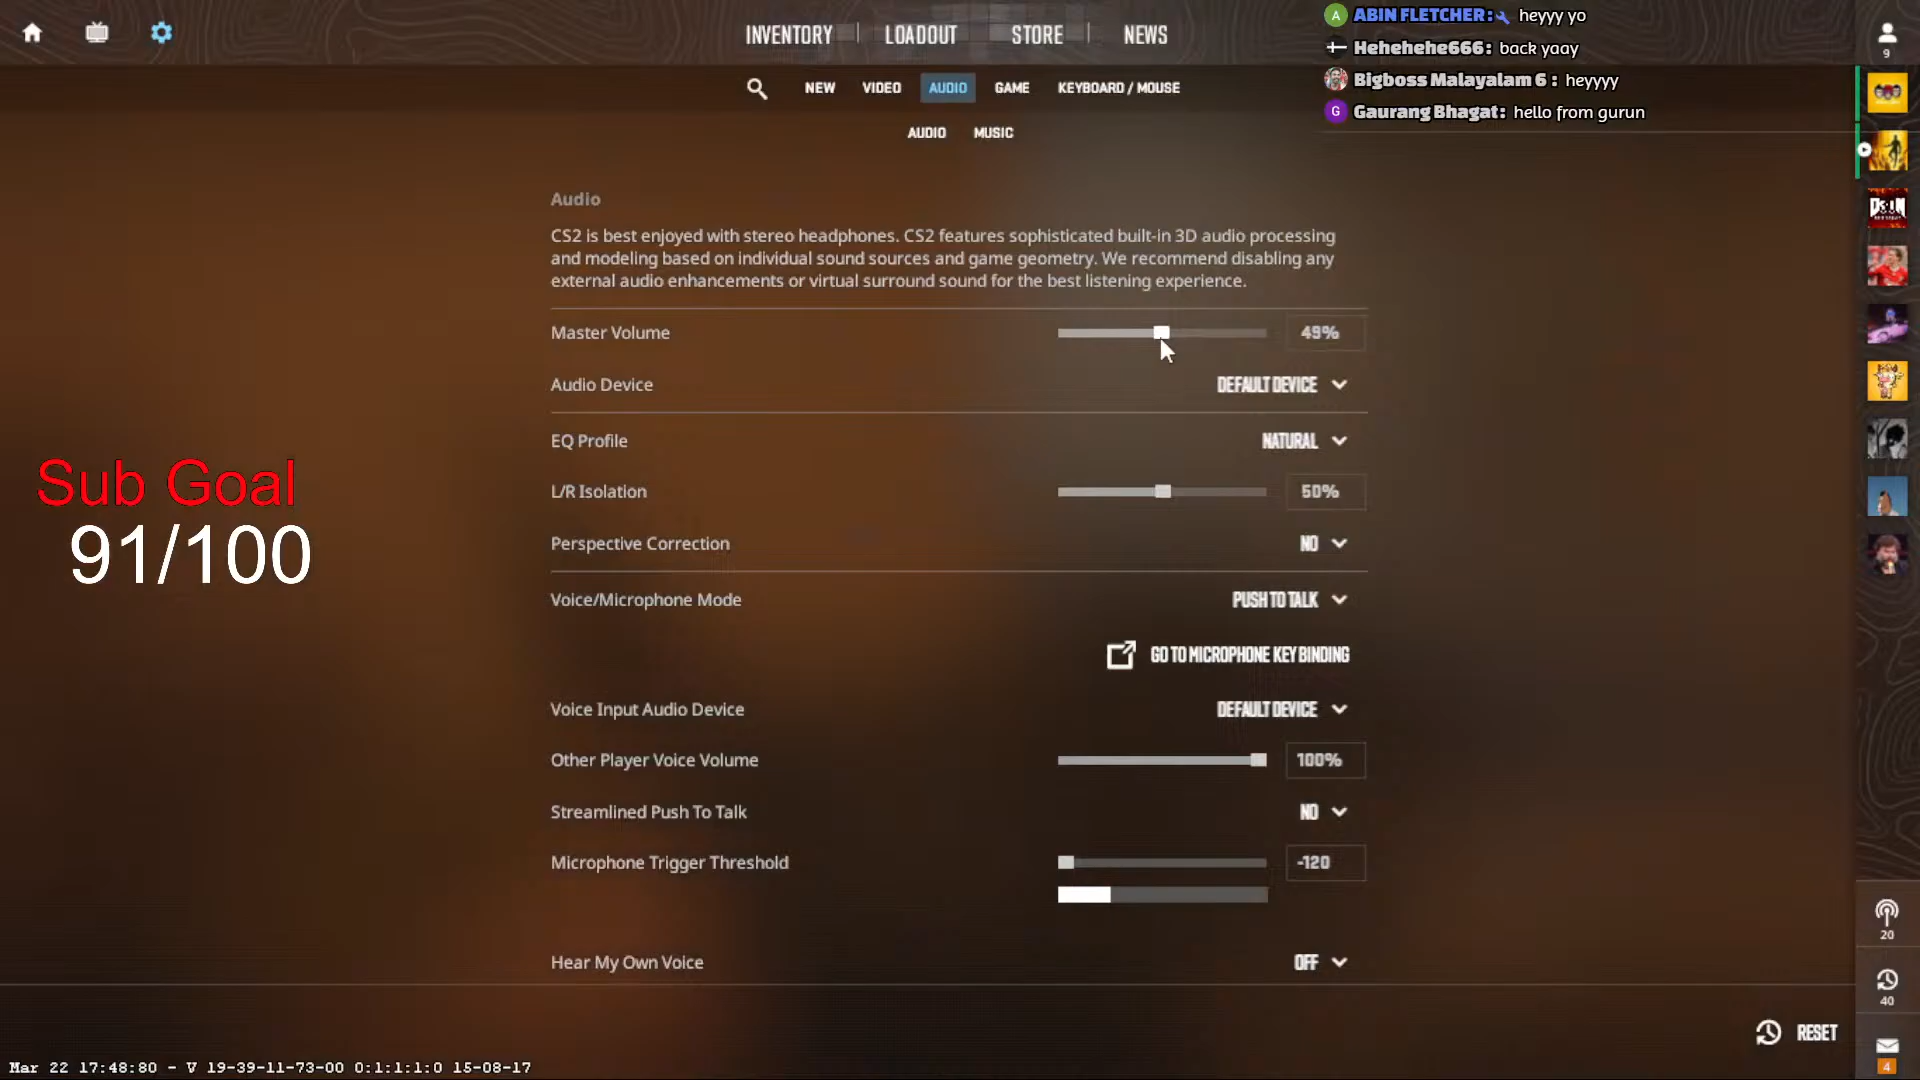 INVENTORY LOADOUT STORE NEWS
A ABIN FLETCHER: heyyy yo
Hehehehe666: back yaay
Bigboss Malayalam 6 : heyyyy
G Gaurang Bhagat: hello from gurun
9
NEW VIDEO AUDIO GAME KEYBOARD / MOUSE
AUDIO MUSIC
Audio
CS2 is best enjoyed with stereo headphones. CS2 features sophisticated built-in 3D audio processing
and modeling based on individual sound sources and game geometry. We recommend disabling any
external audio enhancements or virtual surround sound for the best listening experience.
Master Volume 49%
Audio Device DEFAULT DEVICE
EQ Profile NATURAL
L/R Isolation 50%
Perspective Correction NO
Sub Goal
91/100
Voice/Microphone Mode PUSH TO TALK
GO TO MICROPHONE KEY BINDING
Voice Input Audio Device DEFAULT DEVICE
Other Player Voice Volume 100%
Streamlined Push To Talk NO
Microphone Trigger Threshold -120
Hear My Own Voice OFF
20
40
RESET
4
Mar 22 17:48:80 - V 19-39-11-73-00 0:1:1:1:0 15-08-17